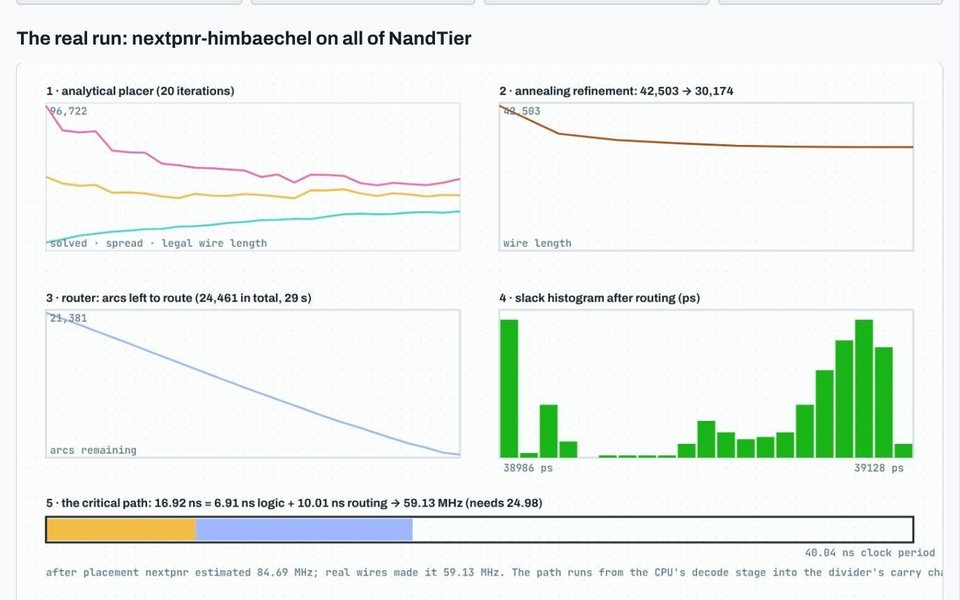 The real run: nextpnr-himbaechel on all of NandTier
1 · analytical placer (20 iterations)
96,722
solved · spread · legal wire length
2 · annealing refinement: 42,503 → 30,174
42,503
wire length
3 · router: arcs left to route (24,461 in total, 29 s)
21,381
arcs remaining
4 · slack histogram after routing (ps)
38986 ps
39128 ps
5 · the critical path: 16.92 ns = 6.91 ns logic + 10.01 ns routing → 59.13 MHz (needs 24.98)
40.04 ns clock period
after placement nextpnr estimated 84.69 MHz; real wires made it 59.13 MHz. The path runs from the CPU's decode stage into the divider's carry